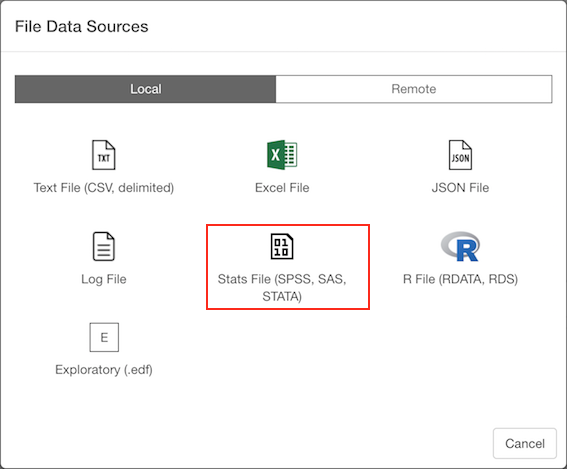 File Data Sources
Local
Remote
TXT
X
JSON
Text File (CSV, delimited)
Excel File
JSON File
01
10
R
Log File
Stats File (SPSS, SAS,
STATA)
R File (RDATA, RDS)
E
Exploratory (.edf)
Cancel